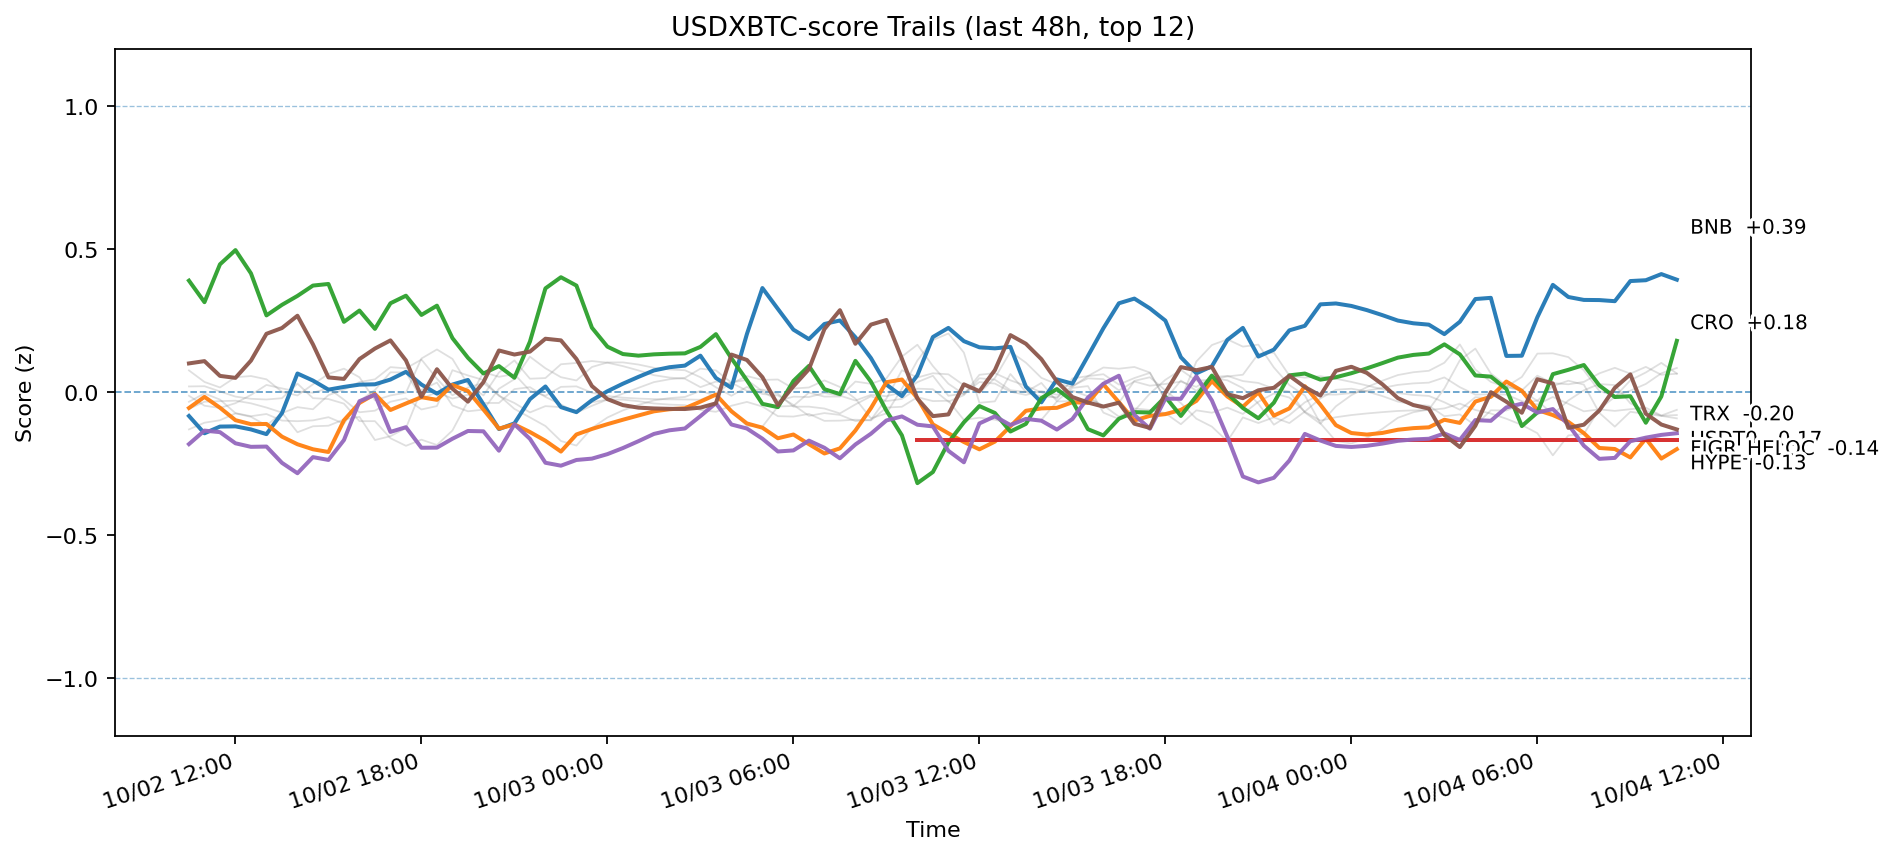 USDXBTC-score Trails (last 48h, top 12)
Score (z)
1.0
0.5
0.0
−0.5
−1.0
BNB +0.39
CRO +0.18
TRX -0.20
FIGR_HELOC -0.14
HYPE -0.13
10/02 12:00
10/02 18:00
10/03 00:00
10/03 06:00
10/03 12:00
10/03 18:00
10/04 00:00
10/04 06:00
10/04 12:00
Time